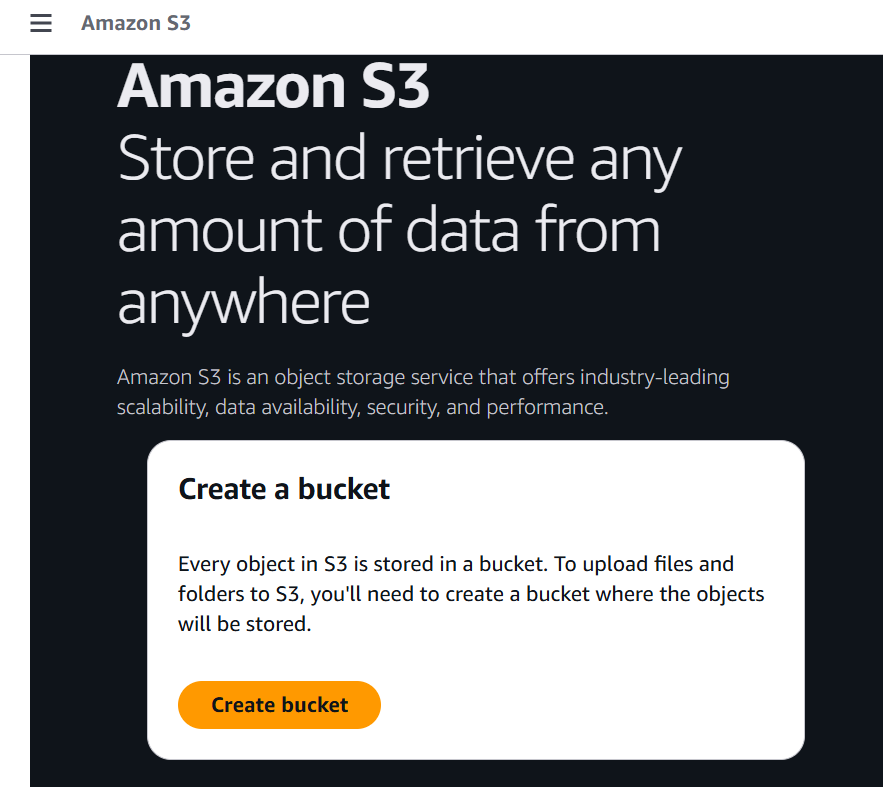 Amazon S3
Amazon S3
Store and retrieve any
amount of data from
anywhere
Amazon S3 is an object storage service that offers industry-leading
scalability, data availability, security, and performance.
Create a bucket
Every object in S3 is stored in a bucket. To upload files and
folders to S3, you'll need to create a bucket where the objects
will be stored.
Create bucket